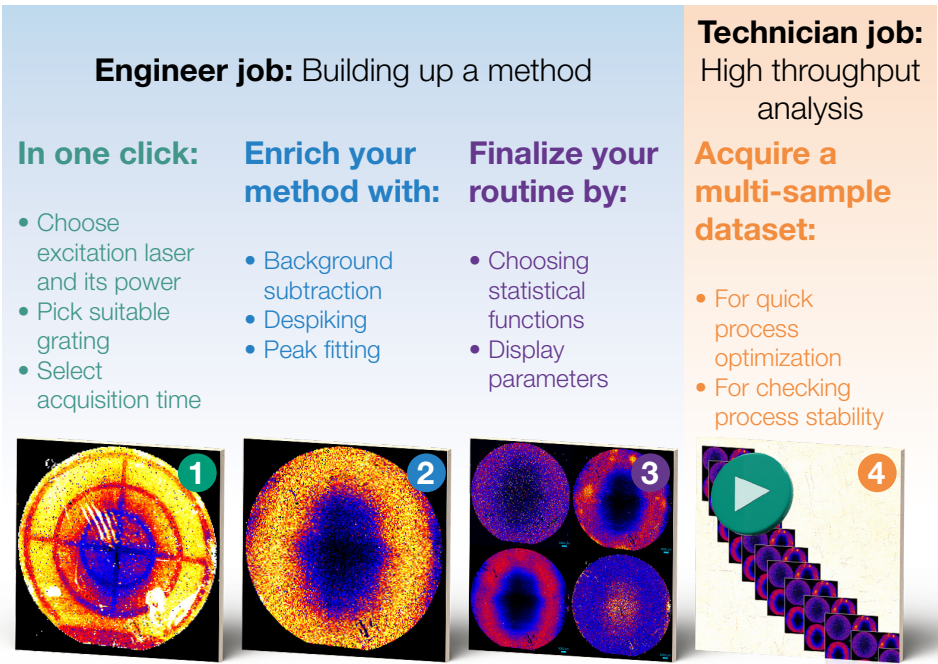 Engineer job: Building up a method
Technician job:
High throughput
analysis
In one click:
• Choose
excitation laser
and its power
• Pick suitable
grating
• Select
acquisition time
Enrich your
method with:
• Background
subtraction
• Despiking
• Peak fitting
Finalize your
routine by:
• Choosing
statistical
functions
• Display
parameters
Acquire a
multi-sample
dataset:
• For quick
process
optimization
• For checking
process stability
1
2
3
4